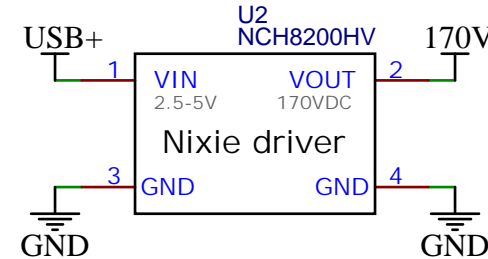 U2
NCH8200HV
USB+
170V
1
2
VIN
VOUT
2.5-5V
170VDC
Nixie driver
3
4
GND
GND
GND
GND